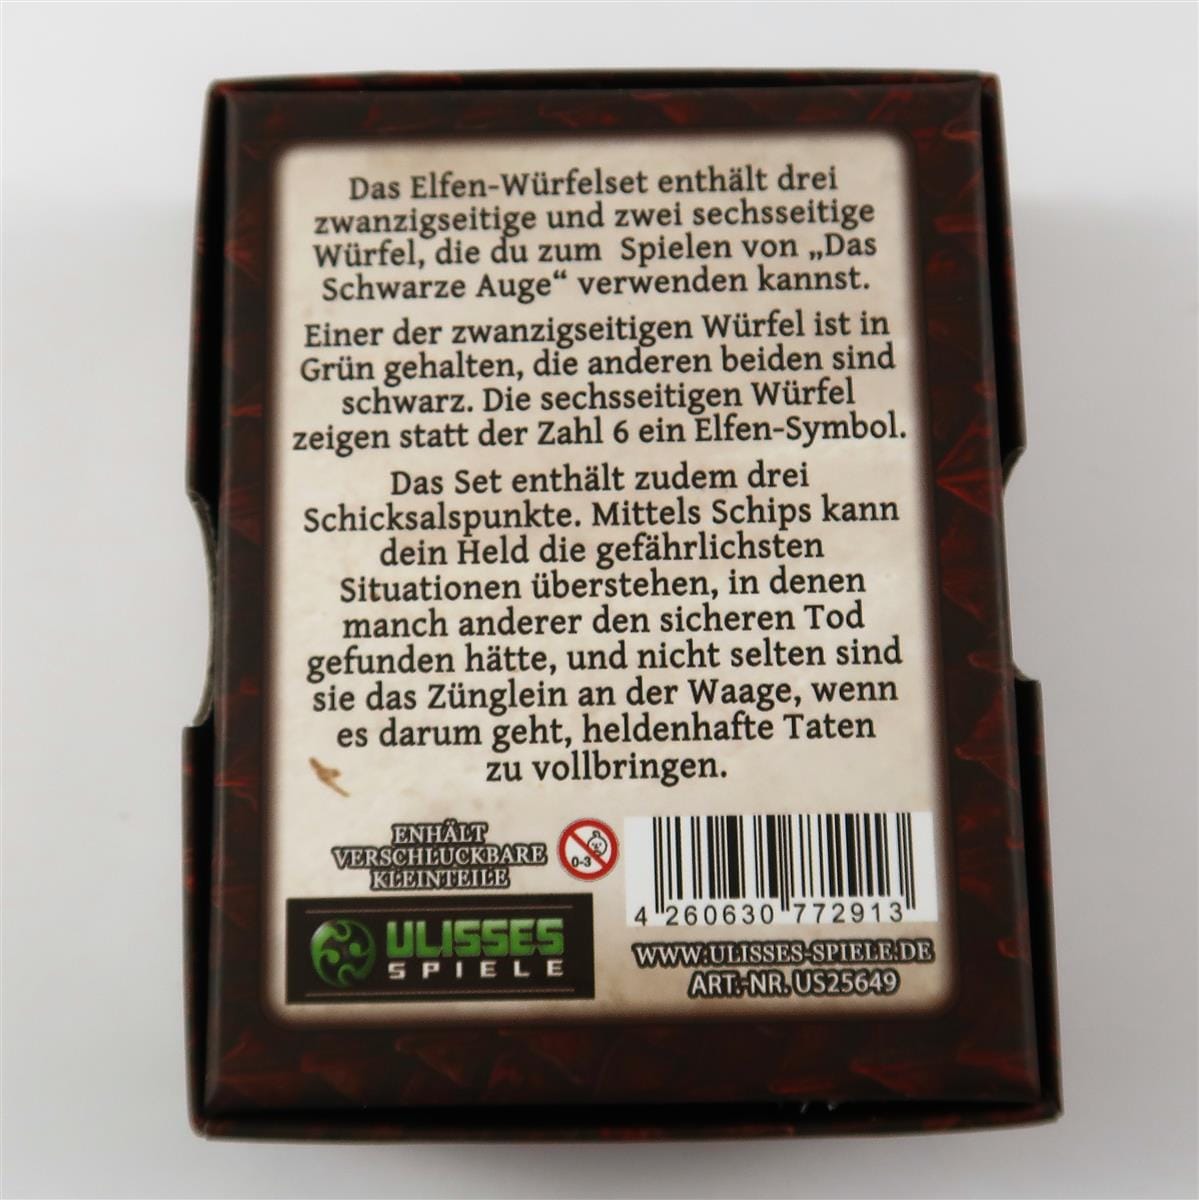 Das Elfen-Würfelset enthält drei
zwanzigseitige und zwei sechsseitige
Würfel, die du zum Spielen von „Das
Schwarze Auge“ verwenden kannst.
Einer der zwanzigseitigen Würfel ist in
Grün gehalten, die anderen beiden sind
schwarz. Die sechsseitigen Würfel
zeigen statt der Zahl 6 ein Elfen-Symbol.
Das Set enthält zudem drei
Schicksalspunkte. Mittels Schips kann
dein Held die gefährlichsten
Situationen überstehen, in denen
manch anderer den sicheren Tod
gefunden hätte, und nicht selten sind
sie das Zünglein an der Waage, wenn
es darum geht, heldenhafte Taten
zu vollbringen.
ENHÄLT
VERSCHLUCKBARE
KLEINTEILE
0-3
4 260630 772913
ULISSES
SPIELE
WWW.ULISSES-SPIELE.DE
ART.-NR. US25649